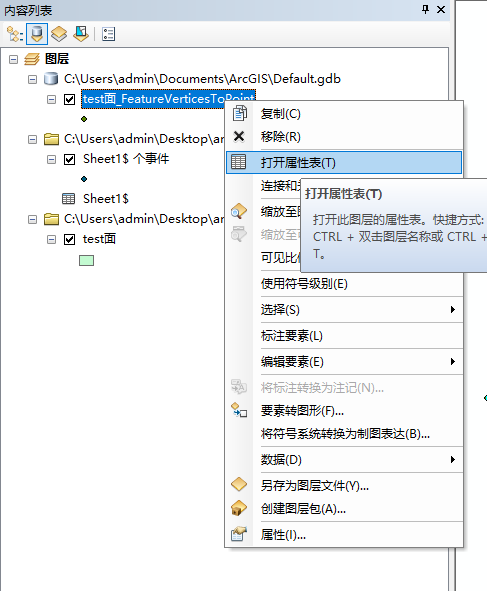 内容列表
图层
C:\Users\admin\Documents\ArcGIS\Default.gdb
test面_FeatureVerticesToPoint
C:\Users\admin\Desktop\ar
Sheet1$ 个事件
Sheet1$
C:\Users\admin\Desktop\ar
test面
复制(C)
移除(R)
打开属性表(T)
连接和
缩放至
缩放至
可见比
使用符号级别(E)
选择(S)
标注要素(L)
编辑要素(E)
将标注转换为注记(N)...
要素转图形(F)...
将符号系统转换为制图表达(B)...
数据(D)
另存为图层文件(Y)...
创建图层包(A)...
属性(I)...
打开属性表(T)
打开此图层的属性表。快捷方式:
CTRL + 双击图层名称或 CTRL +
T。